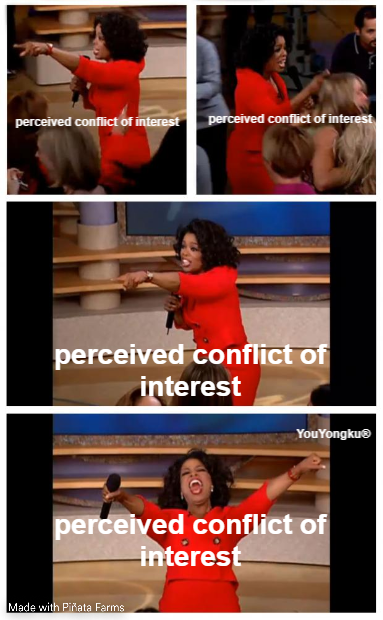 perceived conflict of interest
perceived conflict of interest
perceived conflict of
interest
YouYongku®
perceived conflict of
interest
Made with Piñata Farms